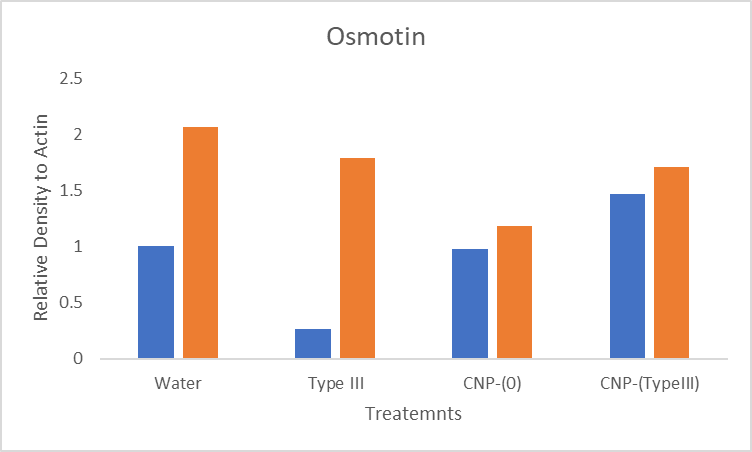 Osmotin
Relative Density to Actin
2.5
2
1.5
1
0.5
0
Water
Type III
CNP-(0)
CNP-(TypeIII)
Treatemnts